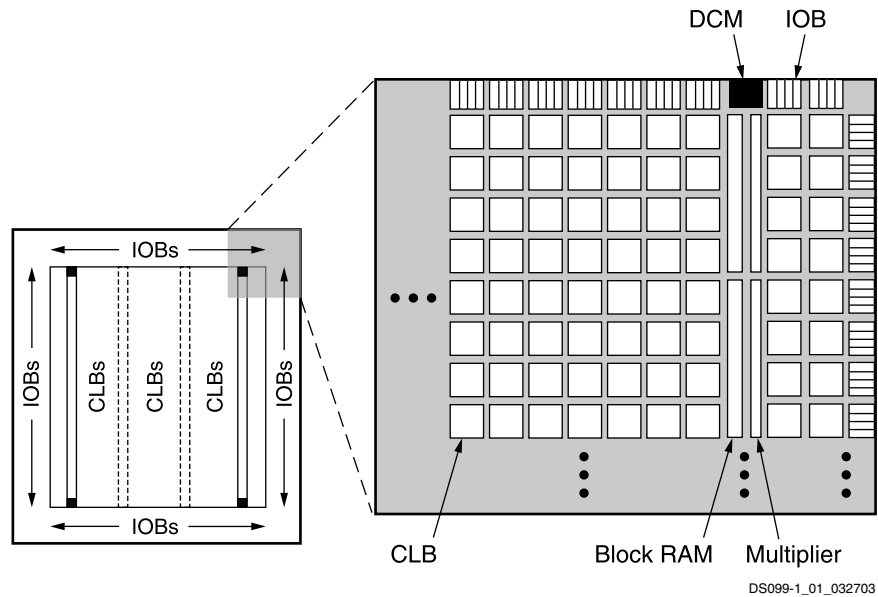 DCM
IOB
IOBs
IOBs
CLBs
CLBs
CLBs
IOBs
IOBs
CLB
Block RAM
Multiplier
DS099-1_01_032703